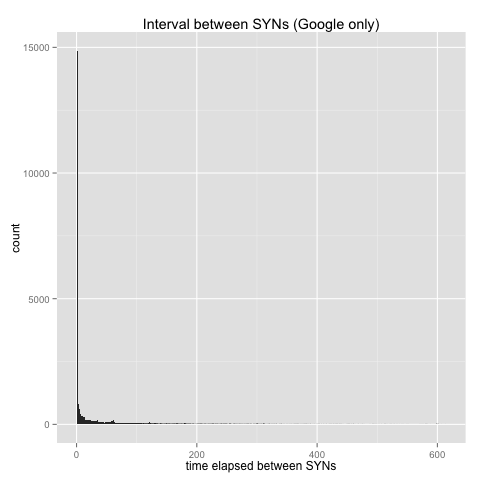 Interval between SYNs (Google only)
15000
10000
5000
0
count
0 200 400 600
time elapsed between SYNs